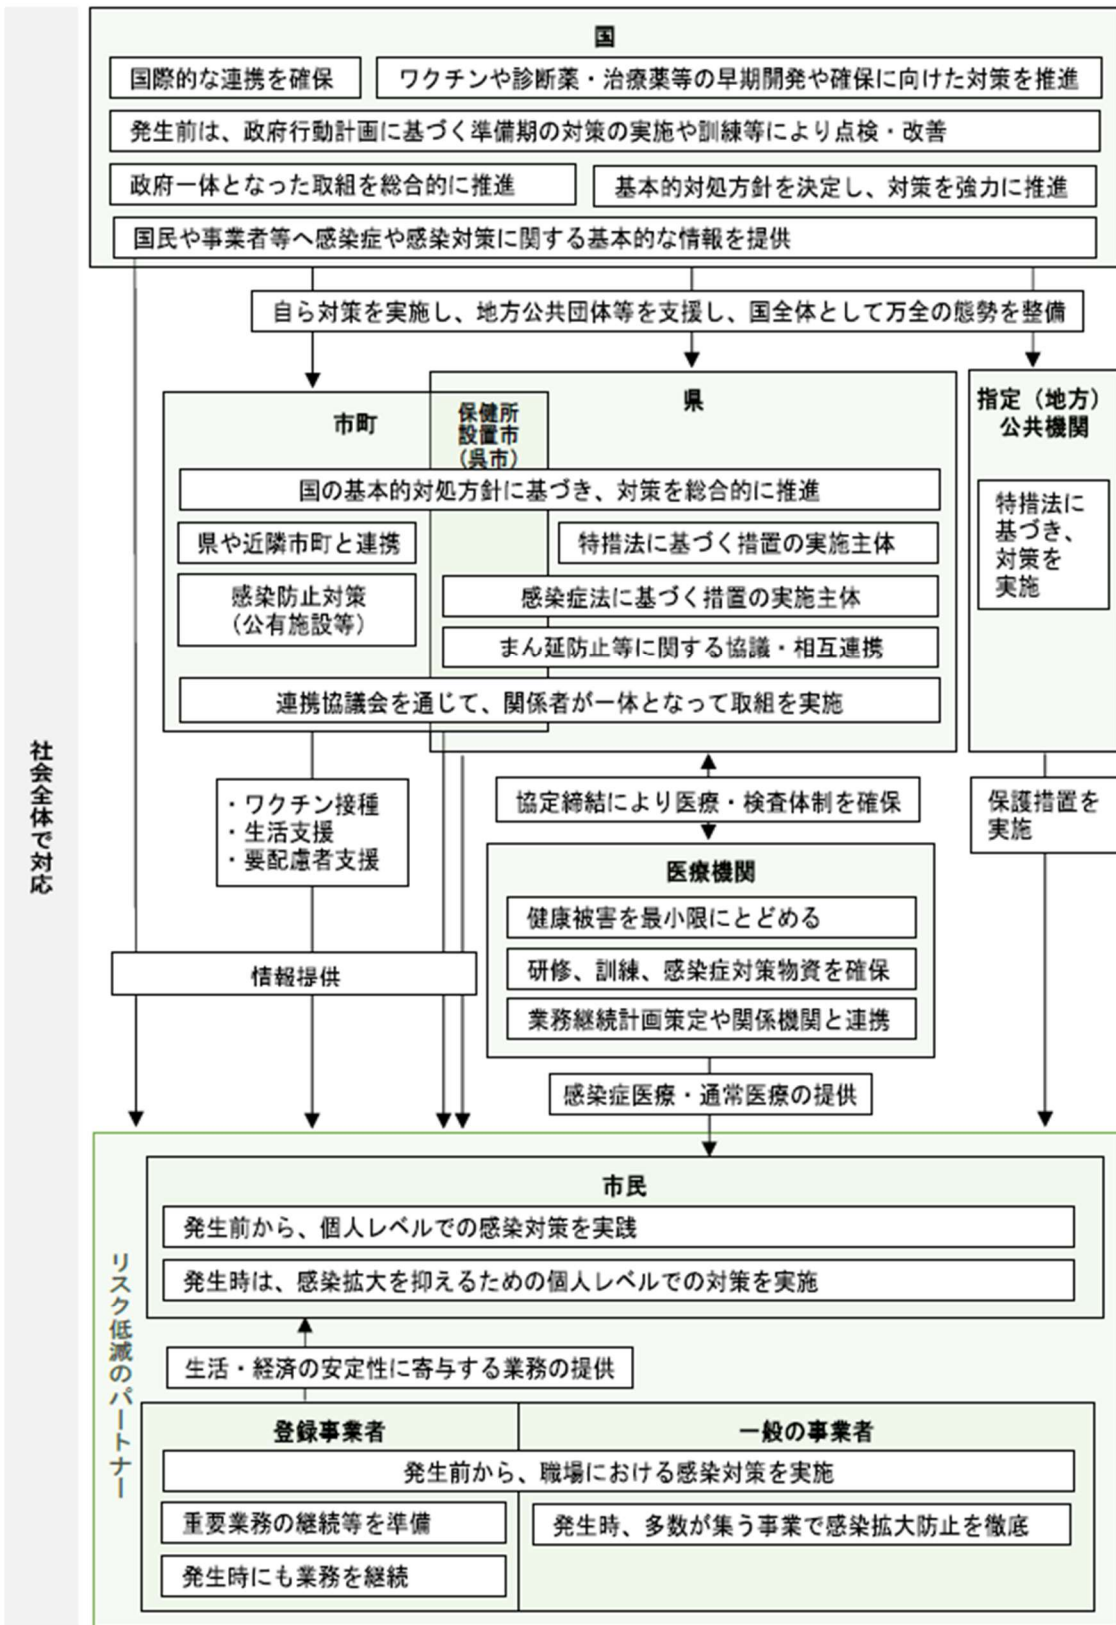 社会全体で対応
国
国際的な連携を確保
ワクチンや診断薬・治療薬等の早期開発や確保に向けた対策を推進
発生前は、政府行動計画に基づく準備期の対策の実施や訓練等により点検・改善
政府一体となった取組を総合的に推進
基本的対処方針を決定し、対策を強力に推進
国民や事業者等へ感染症や感染対策に関する基本的な情報を提供
自ら対策を実施し、地方公共団体等を支援し、国全体として万全の態勢を整備
市町
保健所
設置市
（呉市）
県
指定（地方）
公共機関
国の基本的対処方針に基づき、対策を総合的に推進
県や近隣市町と連携
特措法に基づく措置の実施主体
感染防止対策
（公有施設等）
感染症法に基づく措置の実施主体
まん延防止等に関する協議・相互連携
連携協議会を通じて、関係者が一体となって取組を実施
特措法に
基づき、
対策を
実施
・ワクチン接種
・生活支援
・要配慮者支援
協定締結により医療・検査体制を確保
保護措置を
実施
医療機関
健康被害を最小限にとどめる
研修、訓練、感染症対策物資を確保
業務継続計画策定や関係機関と連携
情報提供
感染症医療・通常医療の提供
リスク低減のパートナー
市民
発生前から、個人レベルでの感染対策を実践
発生時は、感染拡大を抑えるための個人レベルでの対策を実施
生活・経済の安定性に寄与する業務の提供
登録事業者
一般の事業者
発生前から、職場における感染対策を実施
重要業務の継続等を準備
発生時、多数が集う事業で感染拡大防止を徹底
発生時にも業務を継続